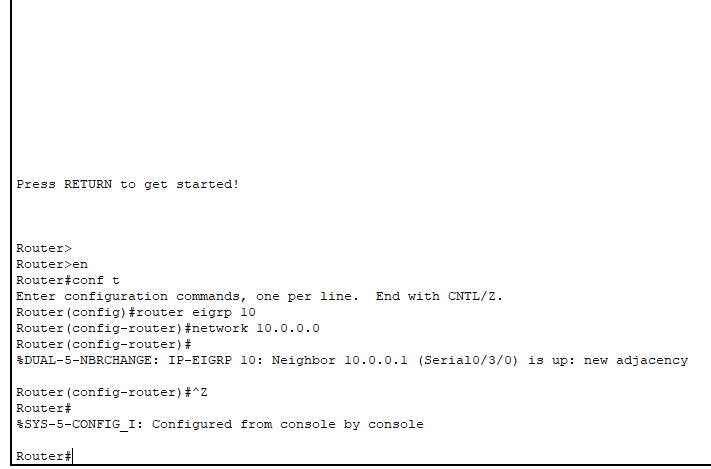 Press RETURN to get started!
Router>
Router>en
Router#conf t
Enter configuration commands, one per line.  End with CNTL/Z.
Router(config)#router eigrp 10
Router(config-router)#network 10.0.0.0
Router(config-router)#
%DUAL-5-NBRCHANGE: IP-EIGRP 10: Neighbor 10.0.0.1 (Serial0/3/0) is up: new adjacency
Router(config-router)#^Z
Router#
%SYS-5-CONFIG_I: Configured from console by console
Router#